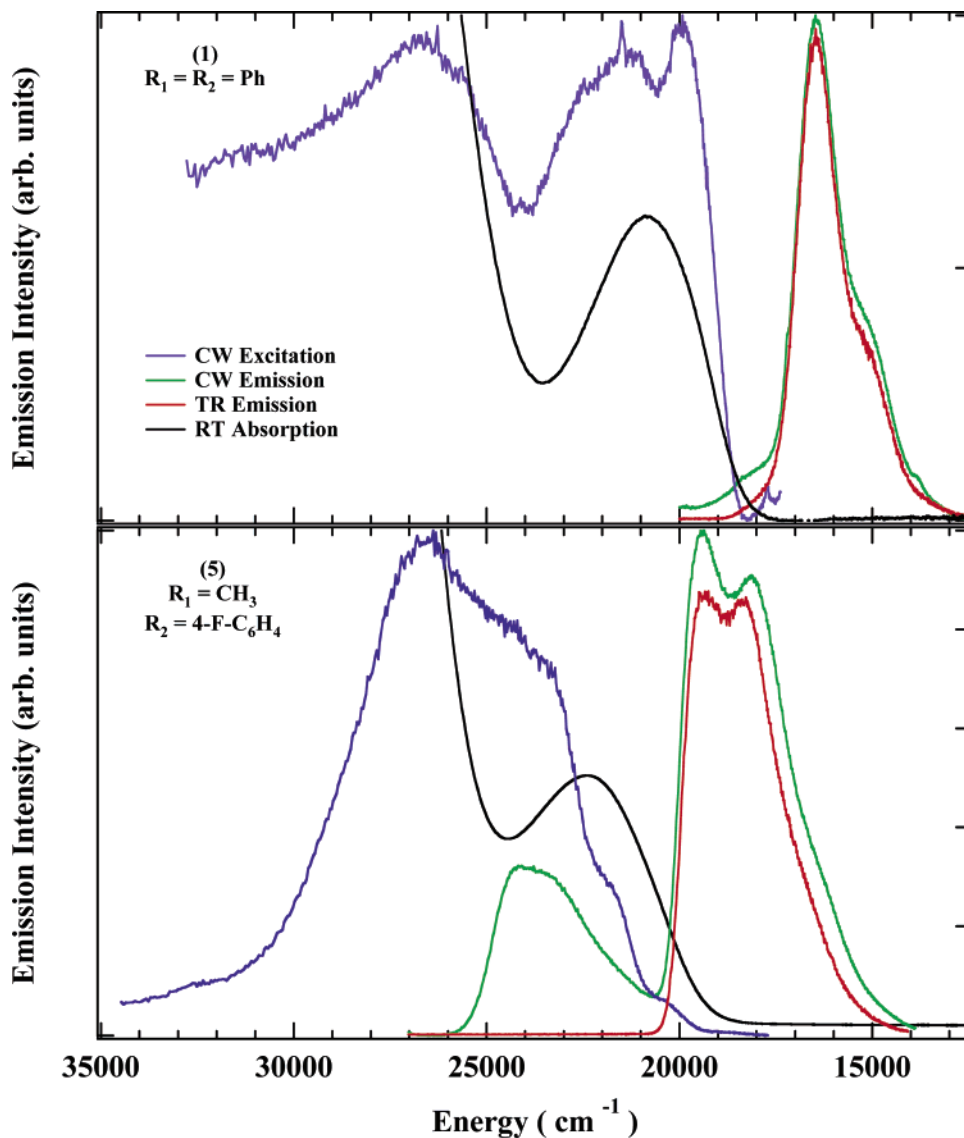 Emission Intensity (arb. units)
(1)
R1 = R2 = Ph
CW Excitation
CW Emission
TR Emission
RT Absorption
Emission Intensity (arb. units)
(5)
R1 = CH3
R2 = 4-F-C6H4
35000 30000 25000 20000 15000
Energy ( cm -1 )